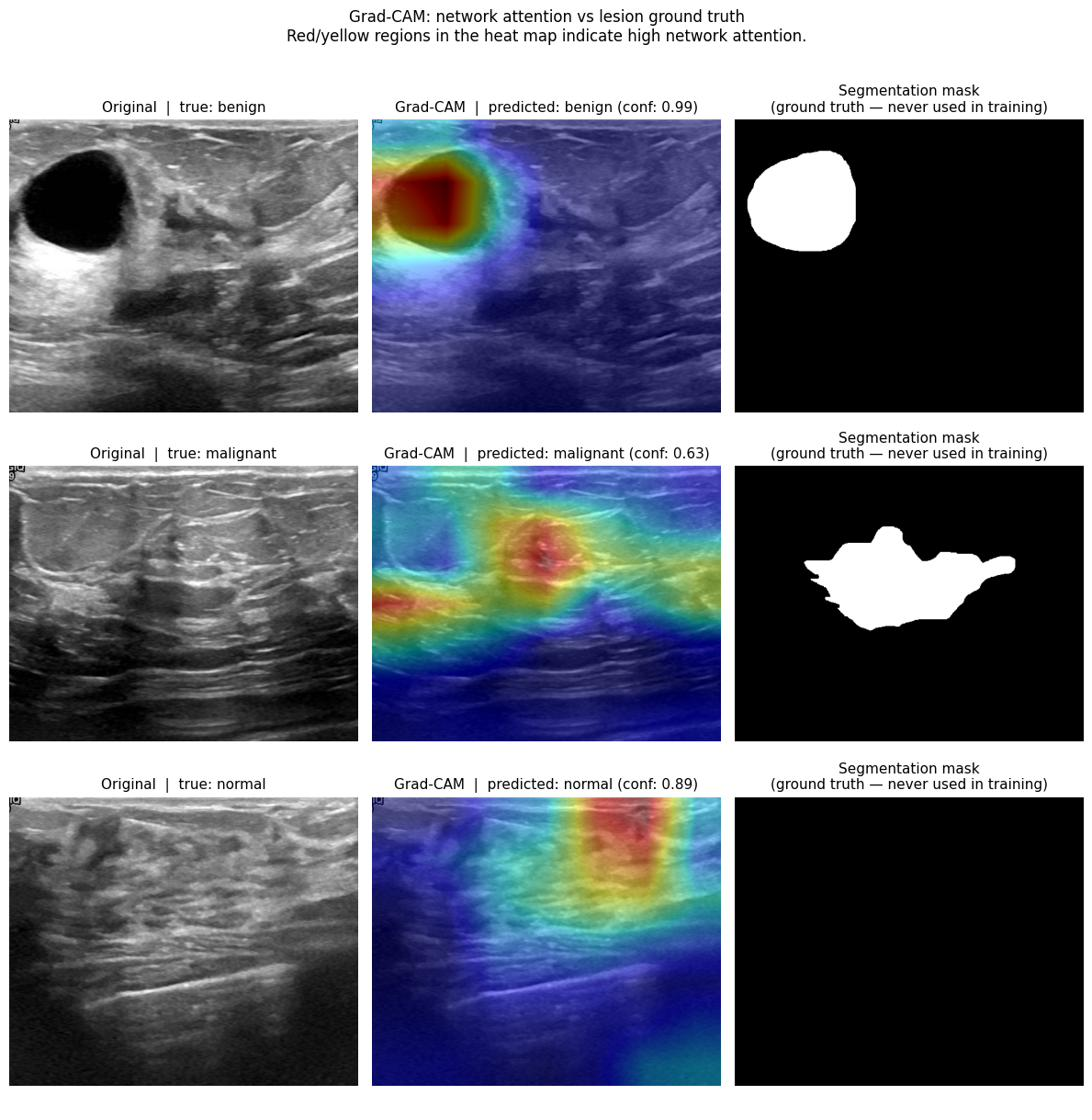 Grad-CAM: network attention vs lesion ground truth
Red/yellow regions in the heat map indicate high network attention.
Original | true: benign
Grad-CAM | predicted: benign (conf: 0.99)
Segmentation mask
(ground truth — never used in training)
Original | true: malignant
Grad-CAM | predicted: malignant (conf: 0.63)
Segmentation mask
(ground truth — never used in training)
Original | true: normal
Grad-CAM | predicted: normal (conf: 0.89)
Segmentation mask
(ground truth — never used in training)